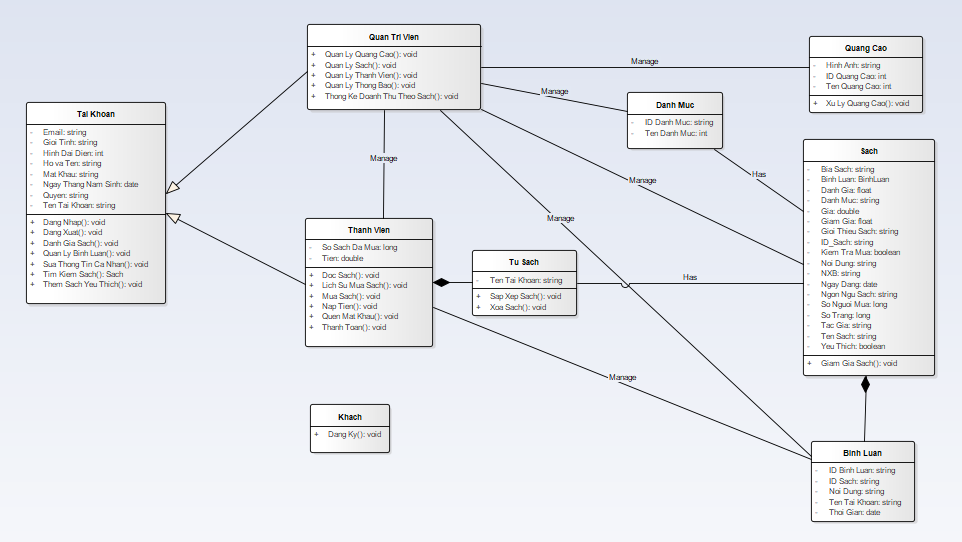 Quan Tri Vien
+ Quan Ly Quang Cao(): void
+ Quan Ly Sach(): void
+ Quan Ly Thanh Vien(): void
+ Quan Ly Thong Bao(): void
+ Thong Ke Doanh Thu Theo Sach(): void
Quang Cao
- Hinh Anh: string
- ID Quang Cao: int
- Ten Quang Cao: int
+ Xu Ly Quang Cao(): void
Manage
Manage
Danh Muc
- ID Danh Muc: string
- Ten Danh Muc: int
Tai Khoan
- Email: string
- Gioi Tinh: string
- Hinh Dai Dien: int
- Ho va Ten: string
- Mat Khau: string
- Ngay Thang Nam Sinh: date
- Quyen: string
- Ten Tai Khoan: string
+ Dang Nhap(): void
+ Dang Xuat(): void
+ Danh Gia Sach(): void
+ Quan Ly Binh Luan(): void
+ Sua Thong Tin Ca Nhan(): void
+ Tim Kiem Sach(): Sach
+ Them Sach Yeu Thich(): void
Manage
Manage
Has
Manage
Sach
- Bia Sach: string
- Binh Luan: BinhLuan
- Danh Gia: float
- Danh Muc: string
- Gia: double
- Giam Gia: float
- Gioi Thieu Sach: string
- ID_Sach: string
- Kiem Tra Mua: boolean
- Noi Dung: string
- NXB: string
- Ngay Dang: date
- Ngon Ngu Sach: string
- So Nguoi Mua: long
- So Trang: long
- Tac Gia: string
- Ten Sach: string
- Yeu Thich: boolean
+ Giam Gia Sach(): void
Thanh Vien
- So Sach Da Mua: long
- Tien: double
+ Doc Sach(): void
+ Lich Su Mua Sach(): void
+ Mua Sach(): void
+ Nap Tien(): void
+ Quen Mat Khau(): void
+ Thanh Toan(): void
Tu Sach
- Ten Tai Khoan: string
+ Sap Xep Sach(): void
+ Xoa Sach(): void
Has
Manage
Khach
+ Dang Ky(): void
Binh Luan
- ID Binh Luan: string
- ID Sach: string
- Noi Dung: string
- Ten Tai Khoan: string
- Thoi Gian: date